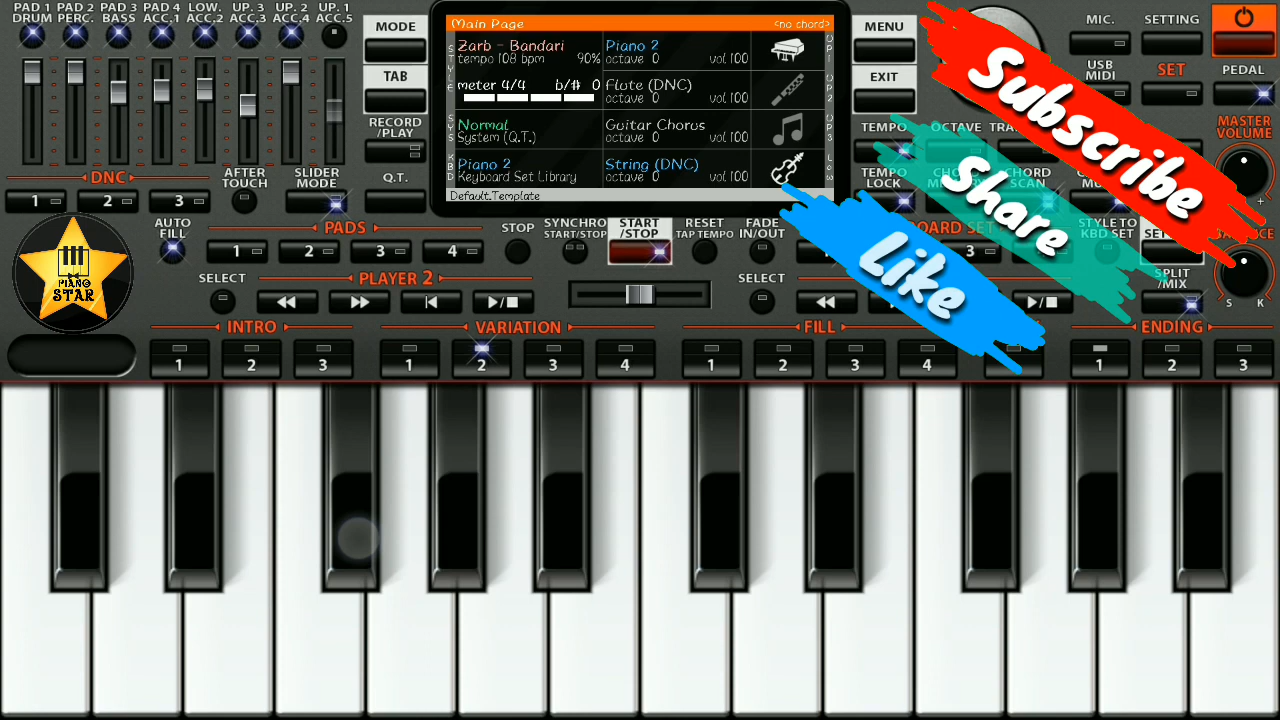 PAD 1 PAD 2 PAD 3 PAD 4 LOW. UP. 3 UP. 2 UP. 1
DRUM PERC. BASS ACC.1 ACC.2 ACC.3 ACC.4 ACC.5
MODE
TAB
RECORD
/PLAY
Q.T.
DNC
1 2 3
AFTER
TOUCH
SLIDER
MODE
Main Page <no chord>
STYLE
Zarb - Bandari
tempo 108 bpm 90%
meter 4/4 b/# 0
SYS
Normal
System (Q.T.)
KBD
Piano 2
Keyboard Set Library
Piano 2
octave 0 vol 100
UP1
Flute (DNC)
octave 0 vol 100
UP2
Guitar Chorus
octave 0 vol 100
UP3
String (DNC)
octave 0 vol 100
Low
Default Template
MENU
EXIT
TEMPO
OCTAVE
TEMPO
LOCK
CHORD
SCAN
MIC.
SETTING
USB
MIDI
SET
PEDAL
MASTER
VOLUME
+
Subscribe
Share
Like
PIANO
STAR
AUTO
FILL
PADS
1 2 3 4
STOP
SYNCHRO
START/STOP
START
/STOP
RESET
TAP TEMPO
FADE
IN/OUT
3
STYLE TO
KBD SET
SPLIT
/MIX
S K
SELECT
PLAYER 2
SELECT
INTRO
1 2 3
VARIATION
1 2 3 4
FILL
1 2 3 4
ENDING
1 2 3